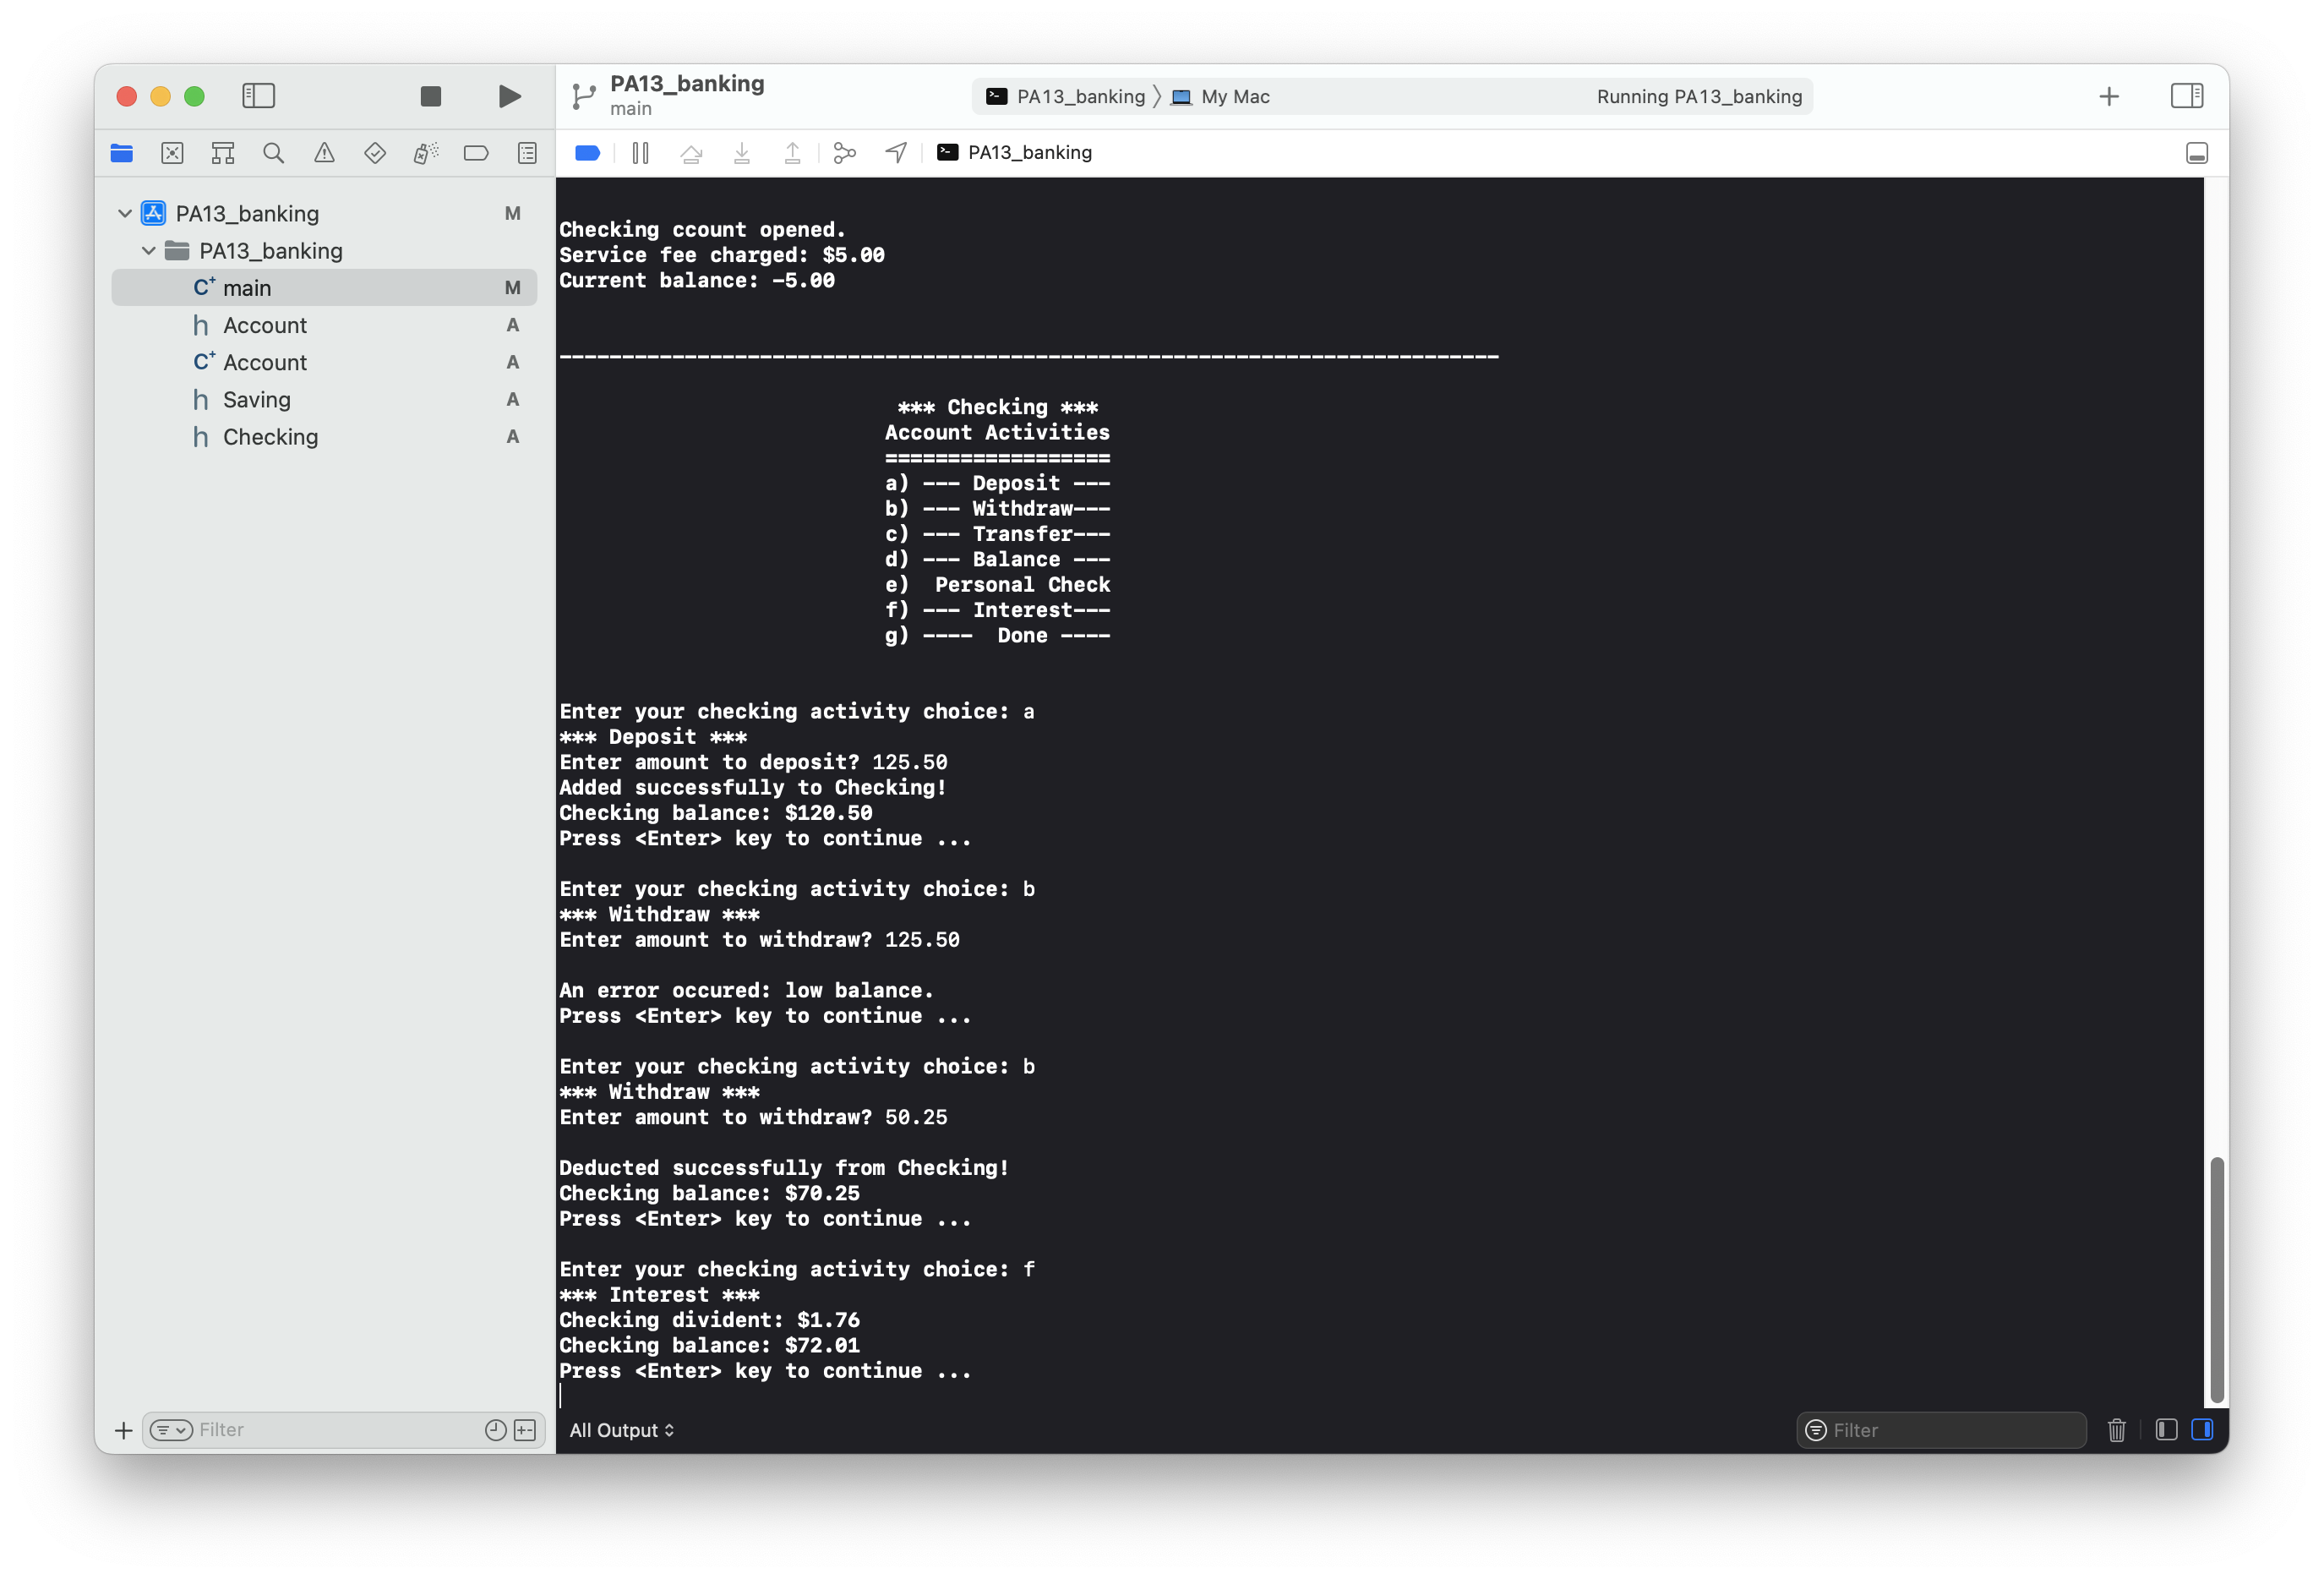 PA13_banking
main
PA13_banking 〉 My Mac
Running PA13_banking
PA13_banking
PA13_banking M
PA13_banking
main M
h Account A
Account A
h Saving A
h Checking A
Checking ccount opened.
Service fee charged: $5.00
Current balance: -5.00
---------------------------------------------------------------------------
*** Checking ***
Account Activities
==================
a) --- Deposit ---
b) --- Withdraw---
c) --- Transfer---
d) --- Balance ---
e)  Personal Check
f) --- Interest---
g) ----  Done ----
Enter your checking activity choice: a
*** Deposit ***
Enter amount to deposit? 125.50
Added successfully to Checking!
Checking balance: $120.50
Press <Enter> key to continue ...
Enter your checking activity choice: b
*** Withdraw ***
Enter amount to withdraw? 125.50
An error occured: low balance.
Press <Enter> key to continue ...
Enter your checking activity choice: b
*** Withdraw ***
Enter amount to withdraw? 50.25
Deducted successfully from Checking!
Checking balance: $70.25
Press <Enter> key to continue ...
Enter your checking activity choice: f
*** Interest ***
Checking divident: $1.76
Checking balance: $72.01
Press <Enter> key to continue ...
Filter
All Output
Filter